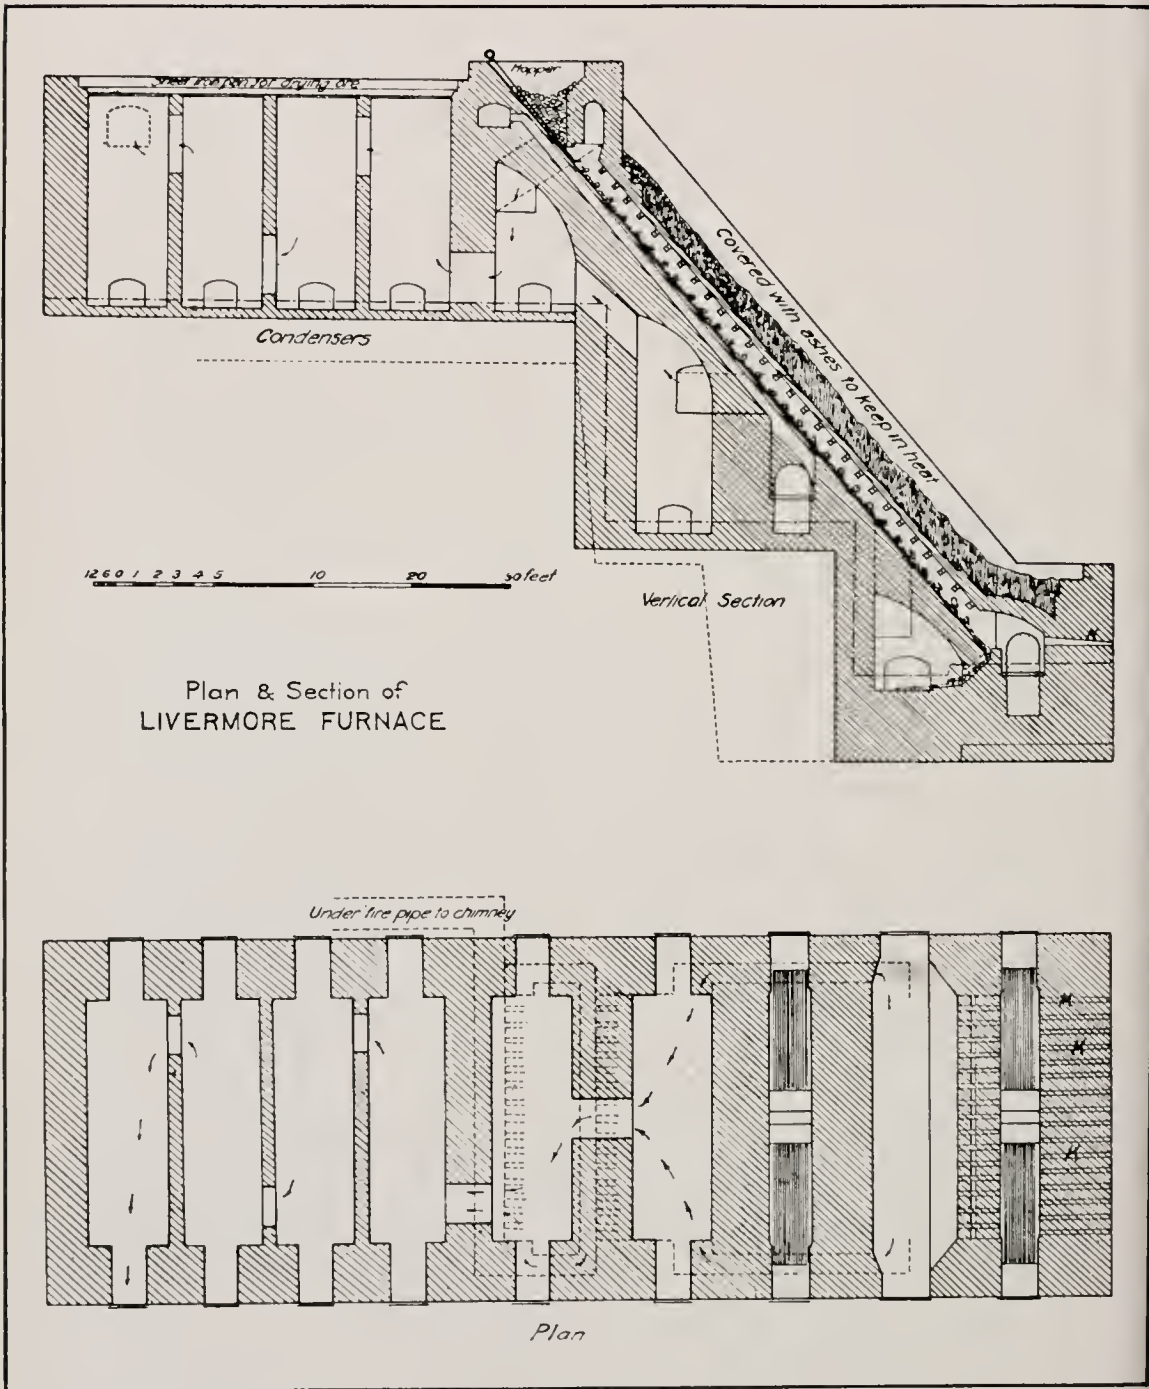 Hopper
Sheet iron pan for drying ore
Covered with ashes to keep in heat
Condensers
12 6 0 1 2 3 4 5 10 20 30 feet
Vertical Section
K
Plan & Section of
LIVERMORE FURNACE
Under fire pipe to chimney
K
K
K
Plan